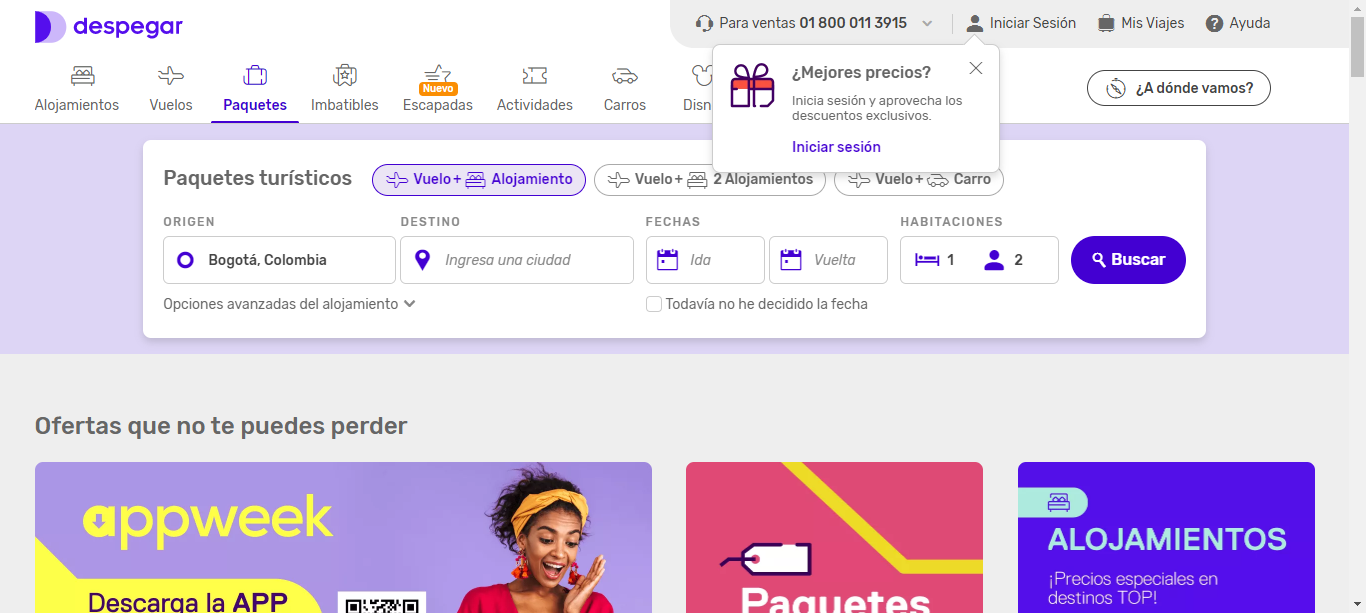 despegar
Para ventas 01 800 011 3915
Iniciar Sesión
Mis Viajes
Ayuda
Alojamientos
Vuelos
Paquetes
Imbatibles
Nuevo
Escapadas
Actividades
Carros
Disn
¿A dónde vamos?
¿Mejores precios?
Inicia sesión y aprovecha los
descuentos exclusivos.
Iniciar sesión
Paquetes turísticos
Vuelo + Alojamiento
Vuelo + 2 Alojamientos
Vuelo + Carro
ORIGEN
DESTINO
FECHAS
HABITACIONES
Bogotá, Colombia
Ingresa una ciudad
Ida
Vuelta
1
2
Buscar
Opciones avanzadas del alojamiento
Todavía no he decidido la fecha
Ofertas que no te puedes perder
appweek
Descarga la APP
Paquetes
ALOJAMIENTOS
¡Precios especiales en
destinos TOP!